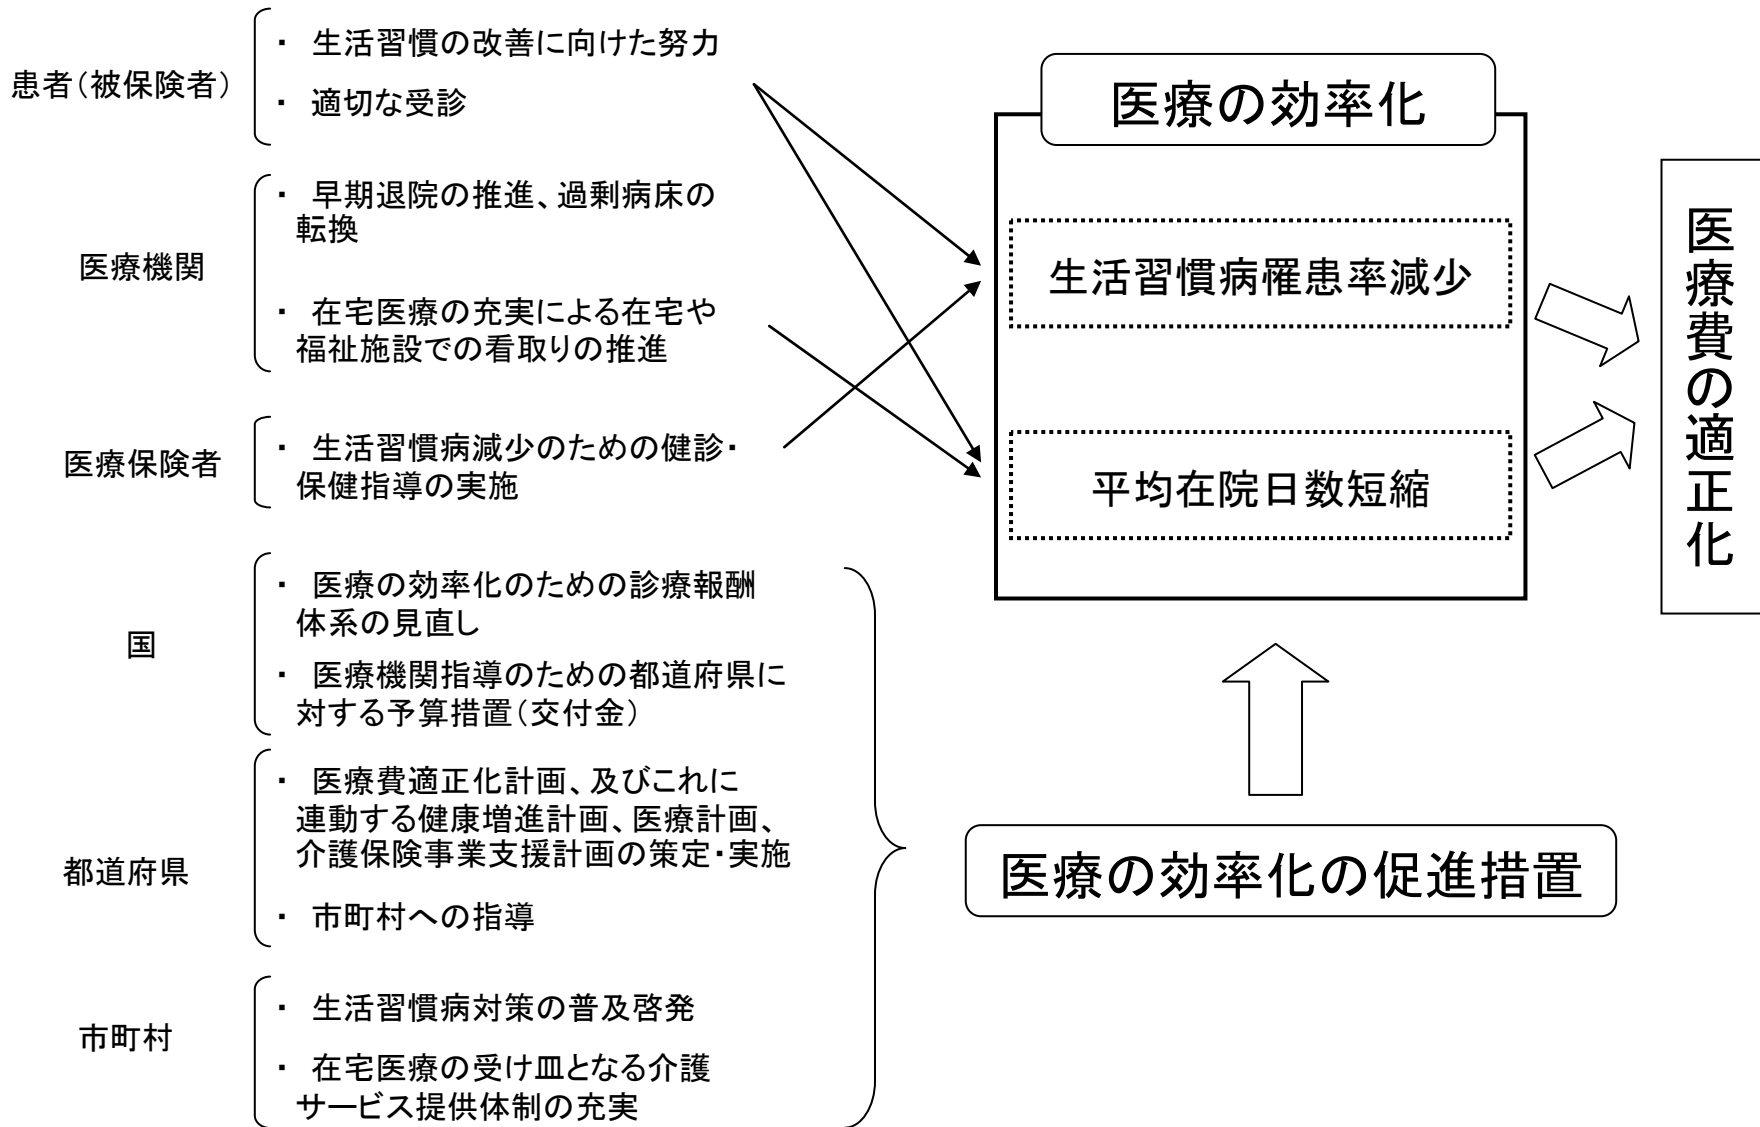 患者（被保険者）
・ 生活習慣の改善に向けた努力
・ 適切な受診
医療機関
・ 早期退院の推進、過剰病床の
転換
・ 在宅医療の充実による在宅や
福祉施設での看取りの推進
医療保険者
・ 生活習慣病減少のための健診・
保健指導の実施
国
・ 医療の効率化のための診療報酬
体系の見直し
・ 医療機関指導のための都道府県に
対する予算措置（交付金）
都道府県
・ 医療費適正化計画、及びこれに
連動する健康増進計画、医療計画、
介護保険事業支援計画の策定・実施
・ 市町村への指導
市町村
・ 生活習慣病対策の普及啓発
・ 在宅医療の受け皿となる介護
サービス提供体制の充実
医療の効率化
生活習慣病罹患率減少
平均在院日数短縮
医療の効率化の促進措置
医療費の適正化